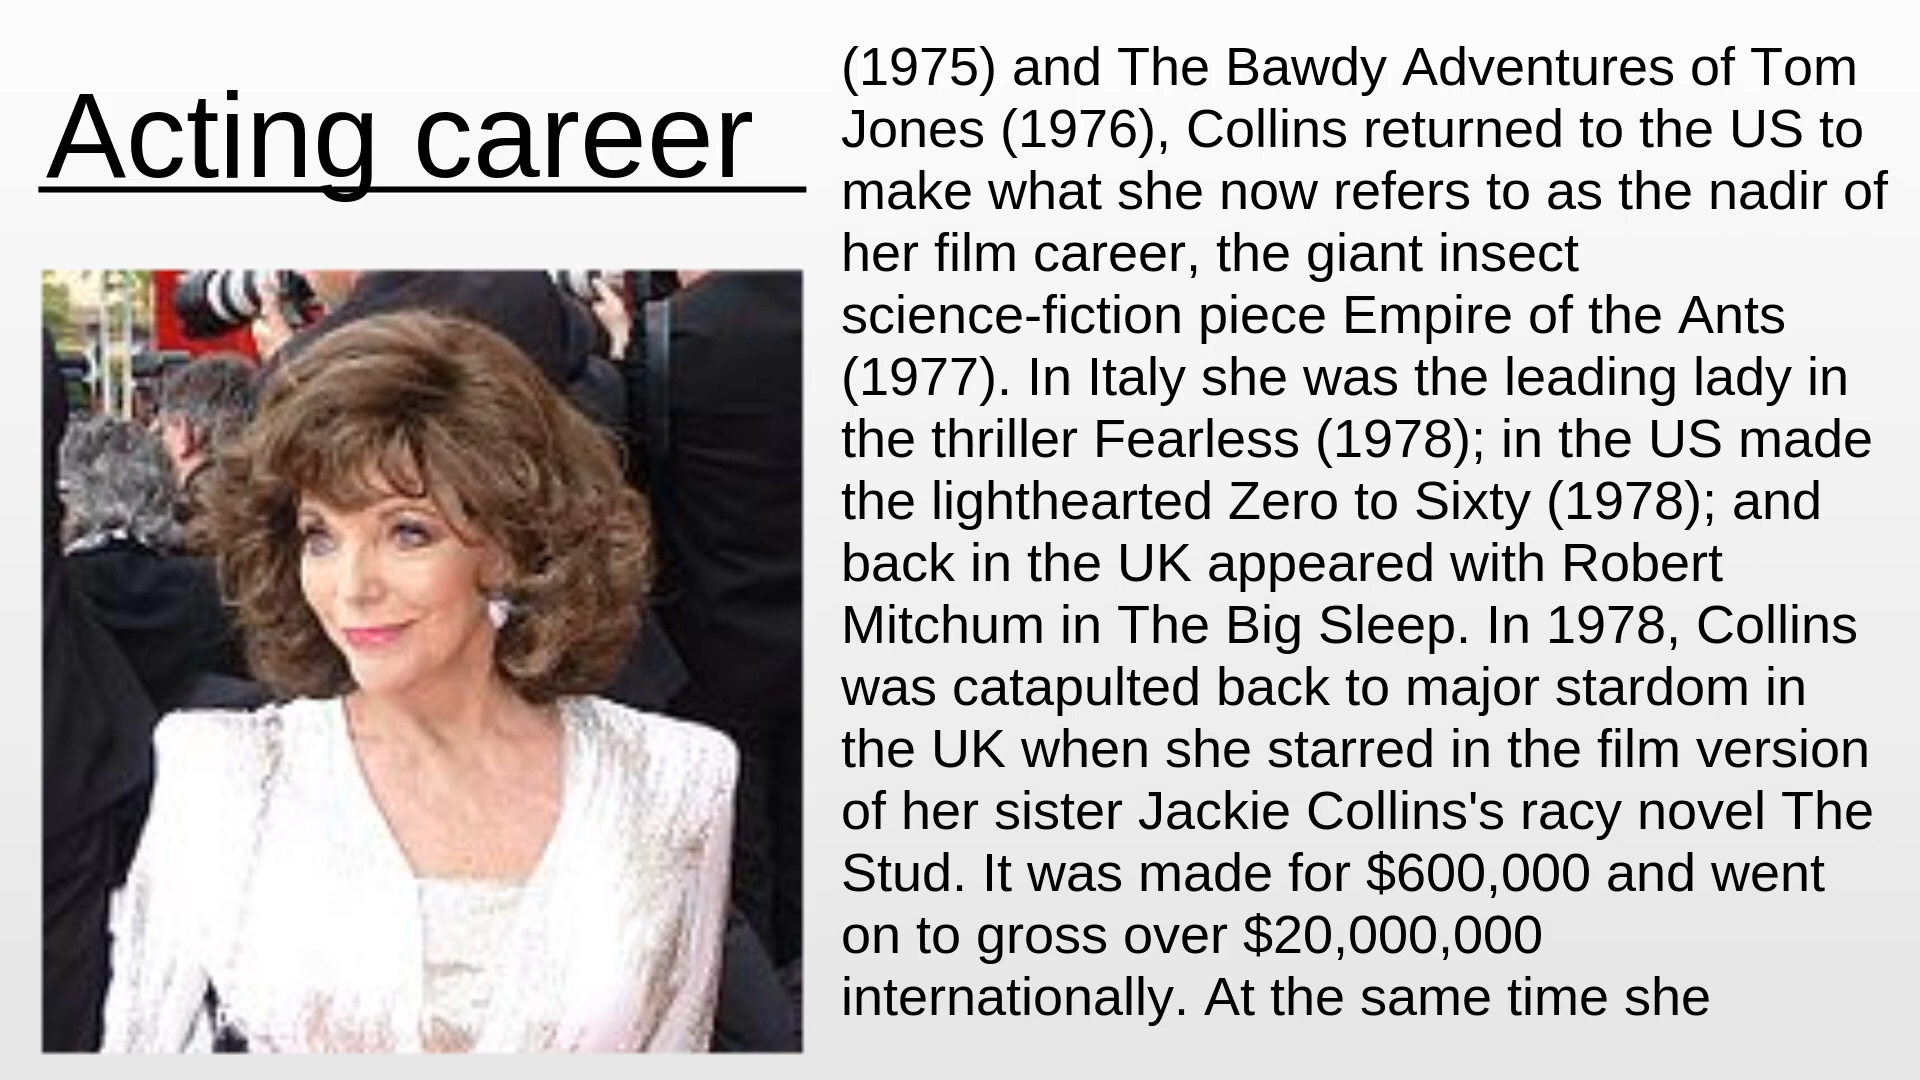 Acting career
(1975) and The Bawdy Adventures of Tom
Jones (1976), Collins returned to the US to
make what she now refers to as the nadir of
her film career, the giant insect
science-fiction piece Empire of the Ants
(1977). In Italy she was the leading lady in
the thriller Fearless (1978); in the US made
the lighthearted Zero to Sixty (1978); and
back in the UK appeared with Robert
Mitchum in The Big Sleep. In 1978, Collins
was catapulted back to major stardom in
the UK when she starred in the film version
of her sister Jackie Collins's racy novel The
Stud. It was made for $600,000 and went
on to gross over $20,000,000
internationally. At the same time she